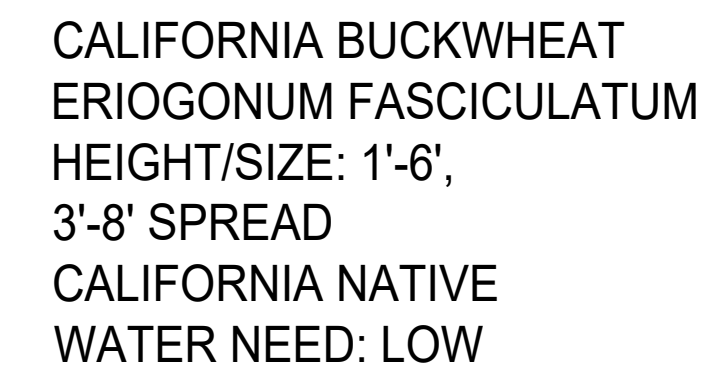 CALIFORNIA BUCKWHEAT
ERIOGONUM FASCICULATUM
HEIGHT/SIZE: 1'-6',
3'-8' SPREAD
CALIFORNIA NATIVE
WATER NEED: LOW